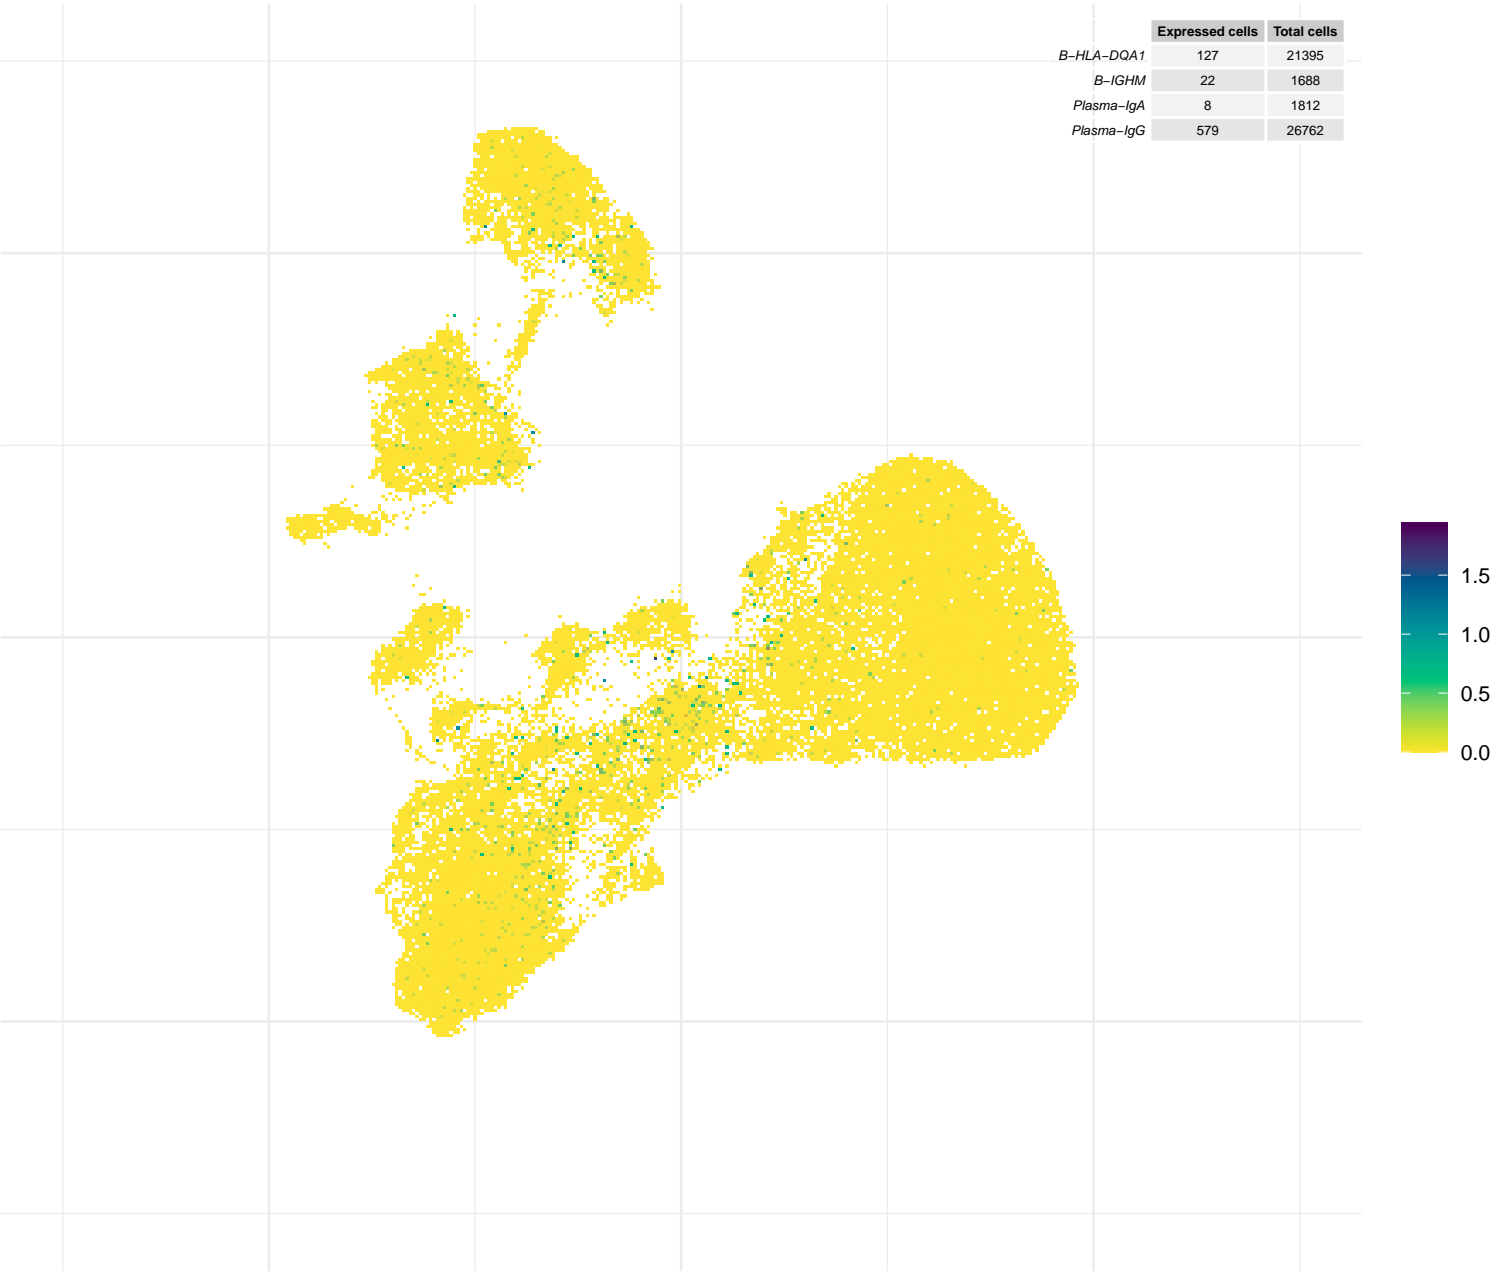 Expressed cells Total cells
B−HLA−DQA1 127 21395
B−IGHM 22 1688
Plasma−IgA 8 1812
Plasma−IgG 579 26762
1.5
1.0
0.5
0.0